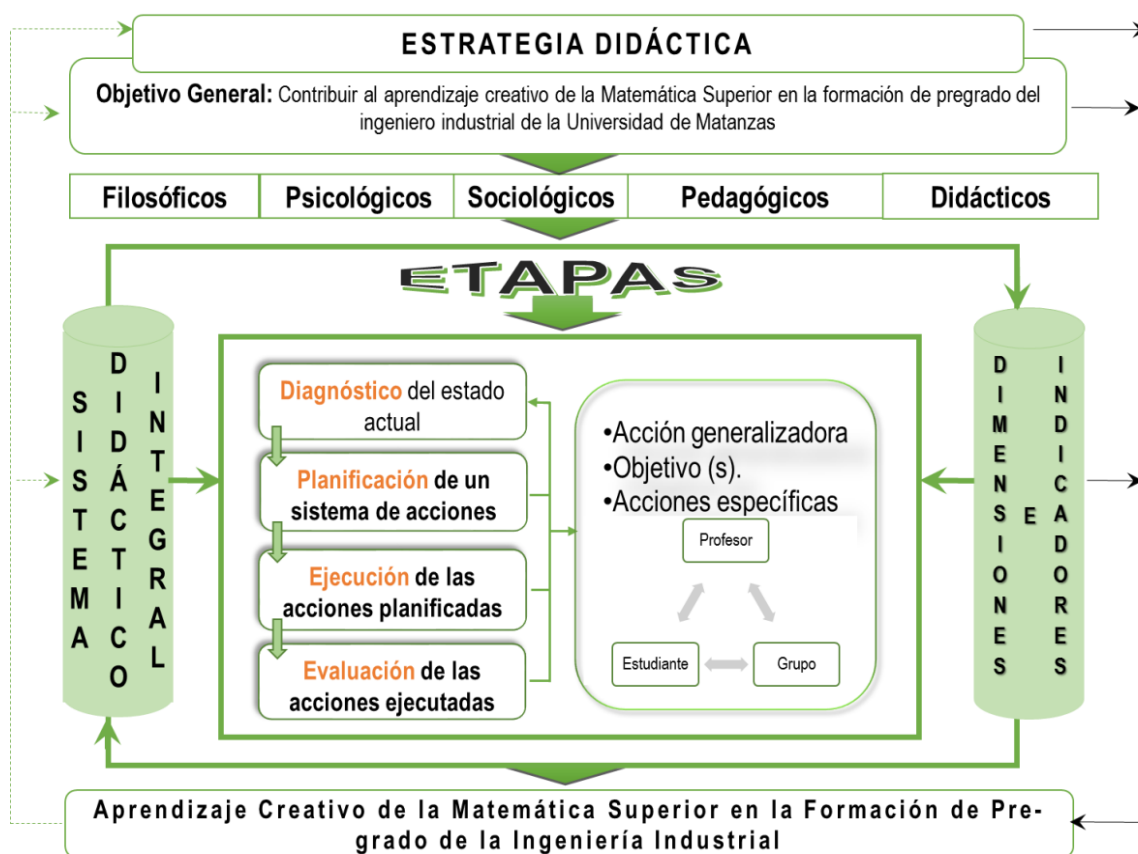 ESTRATEGIA DIDÁCTICA
Objetivo General: Contribuir al aprendizaje creativo de la Matemática Superior en la formación de pregrado del
ingeniero industrial de la Universidad de Matanzas
Filosóficos
Psicológicos
Sociológicos
Pedagógicos
Didácticos
ETAPAS
SISTEMA
DIDÁCTICO
INTEGRAL
Diagnóstico del estado
actual
Planificación de un
sistema de acciones
Ejecución de las
acciones planificadas
Evaluación de las
acciones ejecutadas
•Acción generalizadora
•Objetivo (s).
•Acciones específicas
Profesor
Estudiante
Grupo
DIMENSIONES
E
INDICADORES
Aprendizaje Creativo de la Matemática Superior en la Formación de Pre-
grado de la Ingeniería Industrial